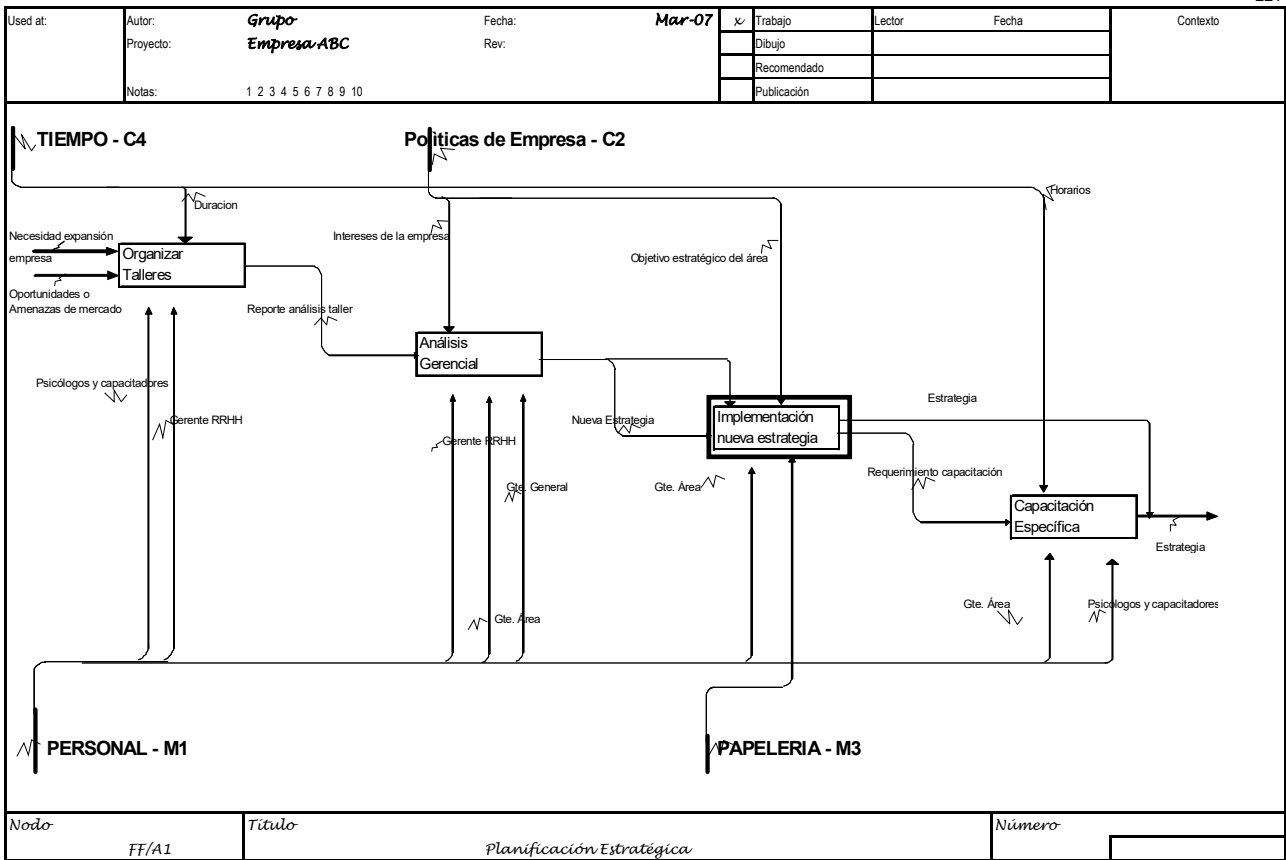 Used at:
Autor:
Grupo
Fecha:
Mar-07
x
Trabajo
Lector
Fecha
Contexto
Proyecto:
Empresa ABC
Rev:
Dibujo
Recomendado
Notas:
1 2 3 4 5 6 7 8 9 10
Publicación
TIEMPO - C4
Polìticas de Empresa - C2
Duracion
Horarios
Necesidad expansión
empresa
Organizar
Talleres
Intereses de la empresa
Objetivo estratégico del área
Oportunidades o
Amenazas de mercado
Reporte análisis taller
Análisis
Gerencial
Psicólogos y capacitadores
Gerente RRHH
Estrategia
Nueva Estrategia
Implementación
nueva estrategia
Gerente RRHH
Gte. General
Gte. Área
Requerimiento capacitación
Capacitación
Específica
Estrategia
Gte. Área
Gte. Área
Psicologos y capacitadores
PERSONAL - M1
PAPELERIA - M3
Nodo
FF/A1
Título
Planificación Estratégica
Número